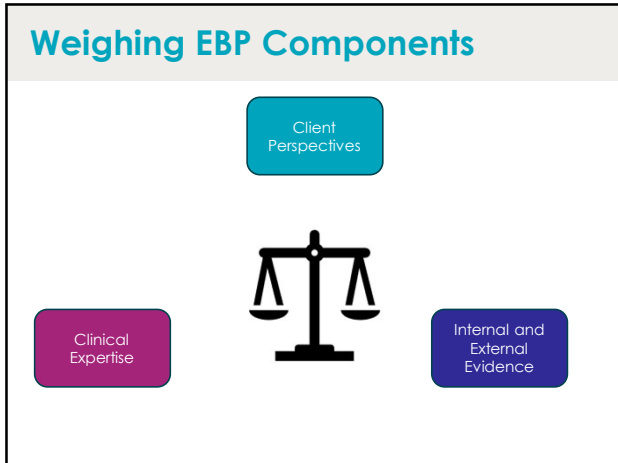 Weighing EBP Components
Client
Perspectives
Clinical
Expertise
Internal and
External
Evidence